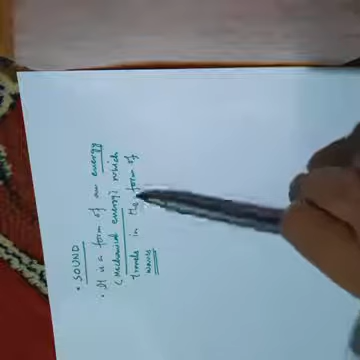 • SOUND
• It is a form of an energy
(Mechanical energy) which
travels in the form of
waves